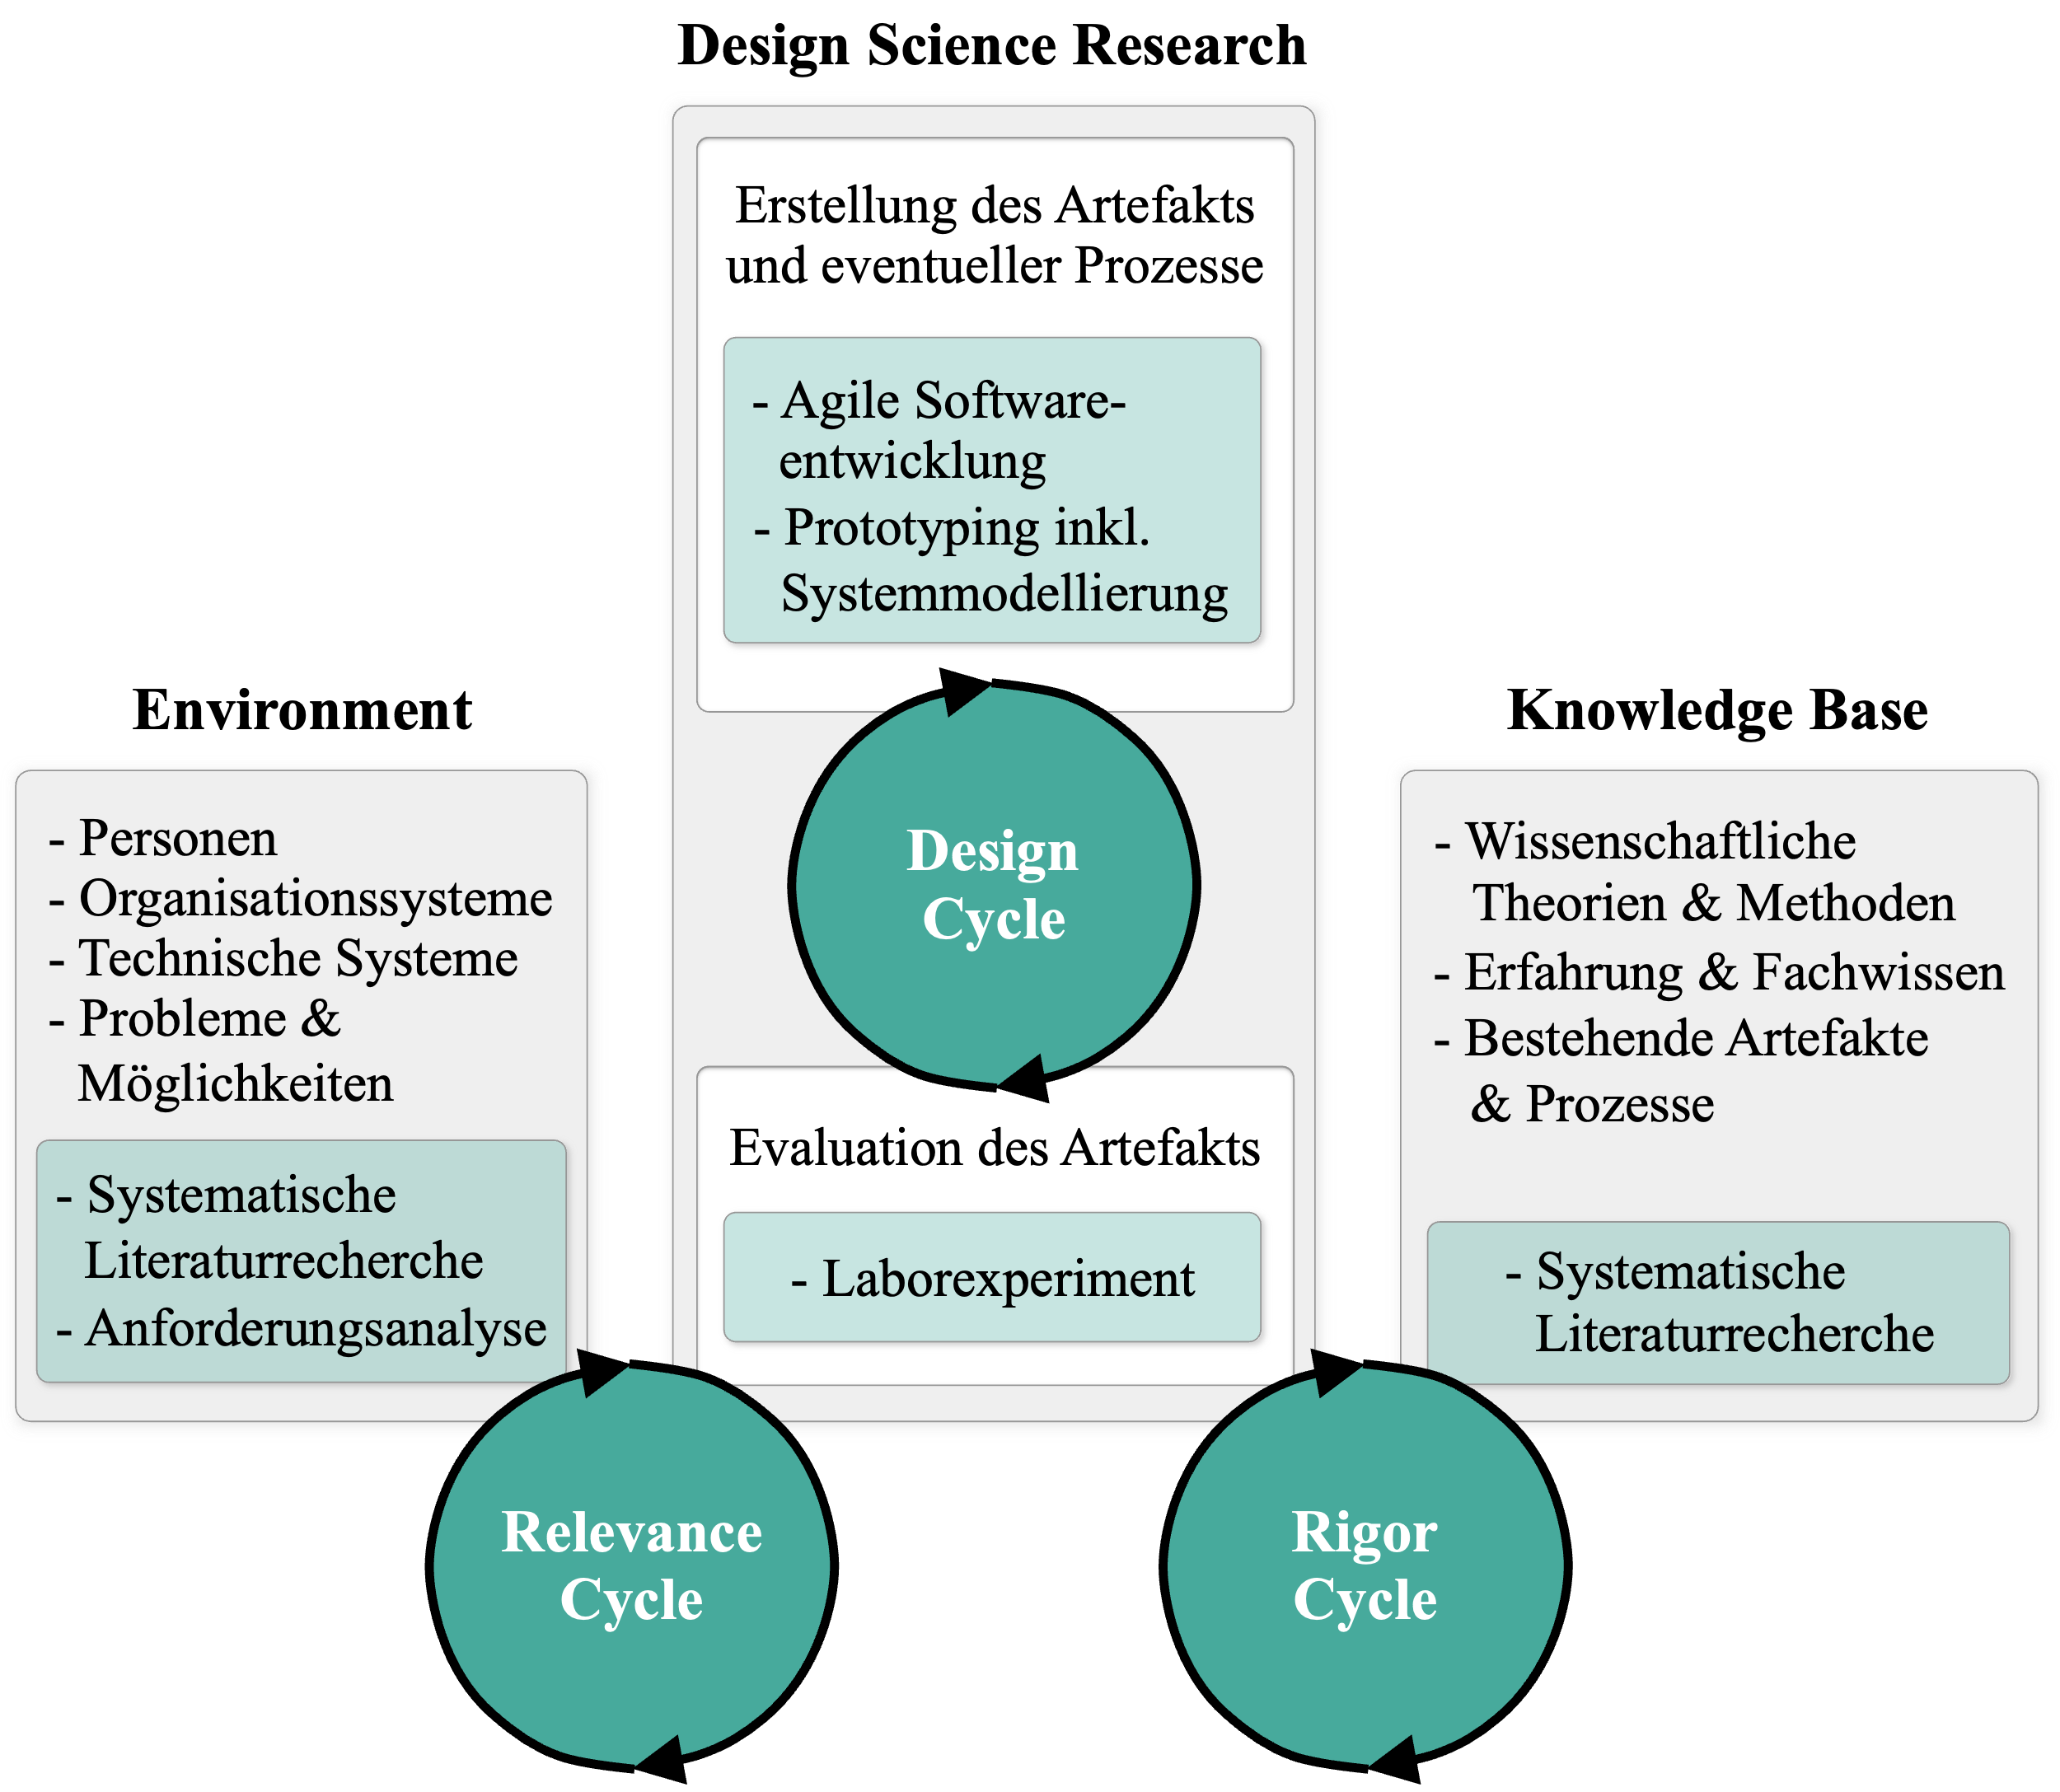 Design Science Research
Erstellung des Artefakts
und eventueller Prozesse
- Agile Software-
entwicklung
- Prototyping inkl.
Systemmodellierung
Design
Cycle
Evaluation des Artefakts
- Laborexperiment
Environment
- Personen
- Organisationssysteme
- Technische Systeme
- Probleme &
Möglichkeiten
- Systematische
Literaturrecherche
- Anforderungsanalyse
Relevance
Cycle
Knowledge Base
- Wissenschaftliche
Theorien & Methoden
- Erfahrung & Fachwissen
- Bestehende Artefakte
& Prozesse
- Systematische
Literaturrecherche
Rigor
Cycle